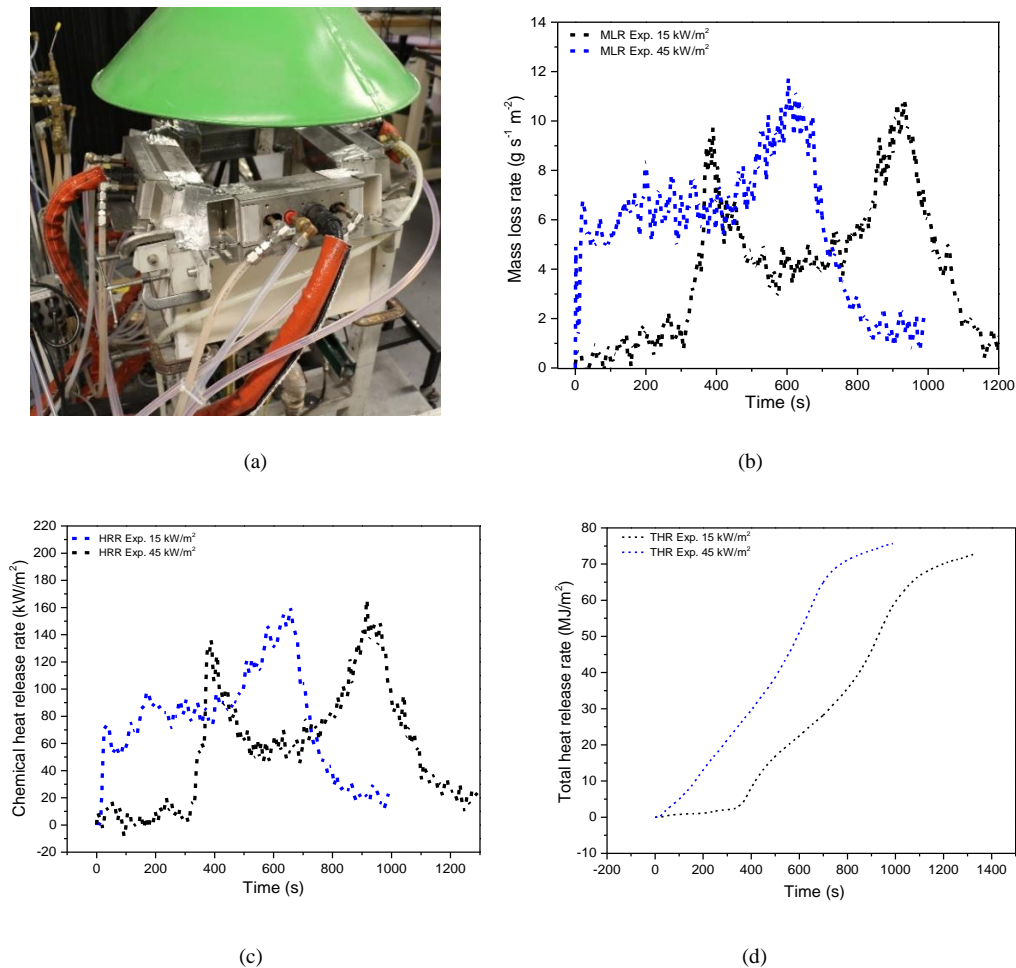 14
12
10
8
6
4
2
0
Mass loss rate (g s⁻¹ m⁻²)
MLR Exp. 15 kW/m²
MLR Exp. 45 kW/m²
0 200 400 600 800 1000 1200
Time (s)
(a)
(b)
220
200
180
160
140
120
100
80
60
40
20
0
-20
Chemical heat release rate (kW/m²)
HRR Exp. 15 kW/m²
HRR Exp. 45 kW/m²
0 200 400 600 800 1000 1200
Time (s)
80
70
60
50
40
30
20
10
0
-10
Total heat release rate (MJ/m²)
THR Exp. 15 kW/m²
THR Exp. 45 kW/m²
-200 0 200 400 600 800 1000 1200 1400
Time (s)
(c)
(d)